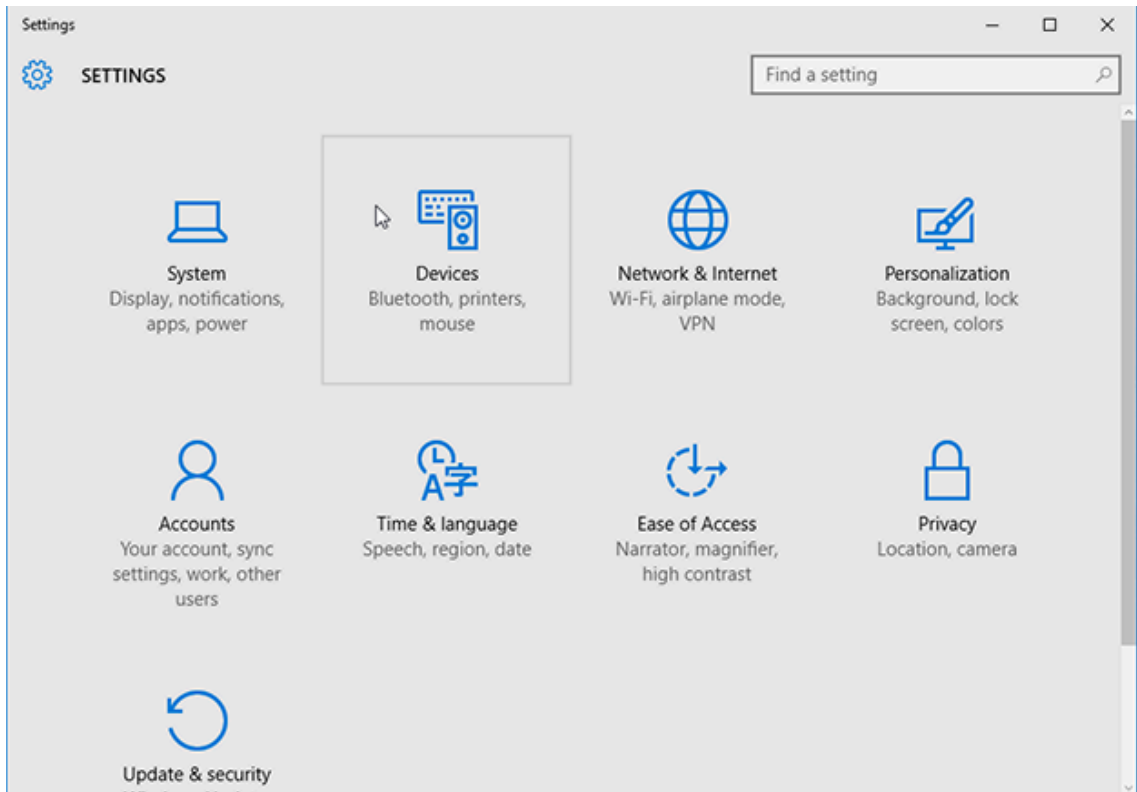 Settings
SETTINGS
Find a setting
System
Display, notifications,
apps, power
Devices
Bluetooth, printers,
mouse
Network & Internet
Wi-Fi, airplane mode,
VPN
Personalization
Background, lock
screen, colors
Accounts
Your account, sync
settings, work, other
users
A字
Time & language
Speech, region, date
Ease of Access
Narrator, magnifier,
high contrast
Privacy
Location, camera
Update & security